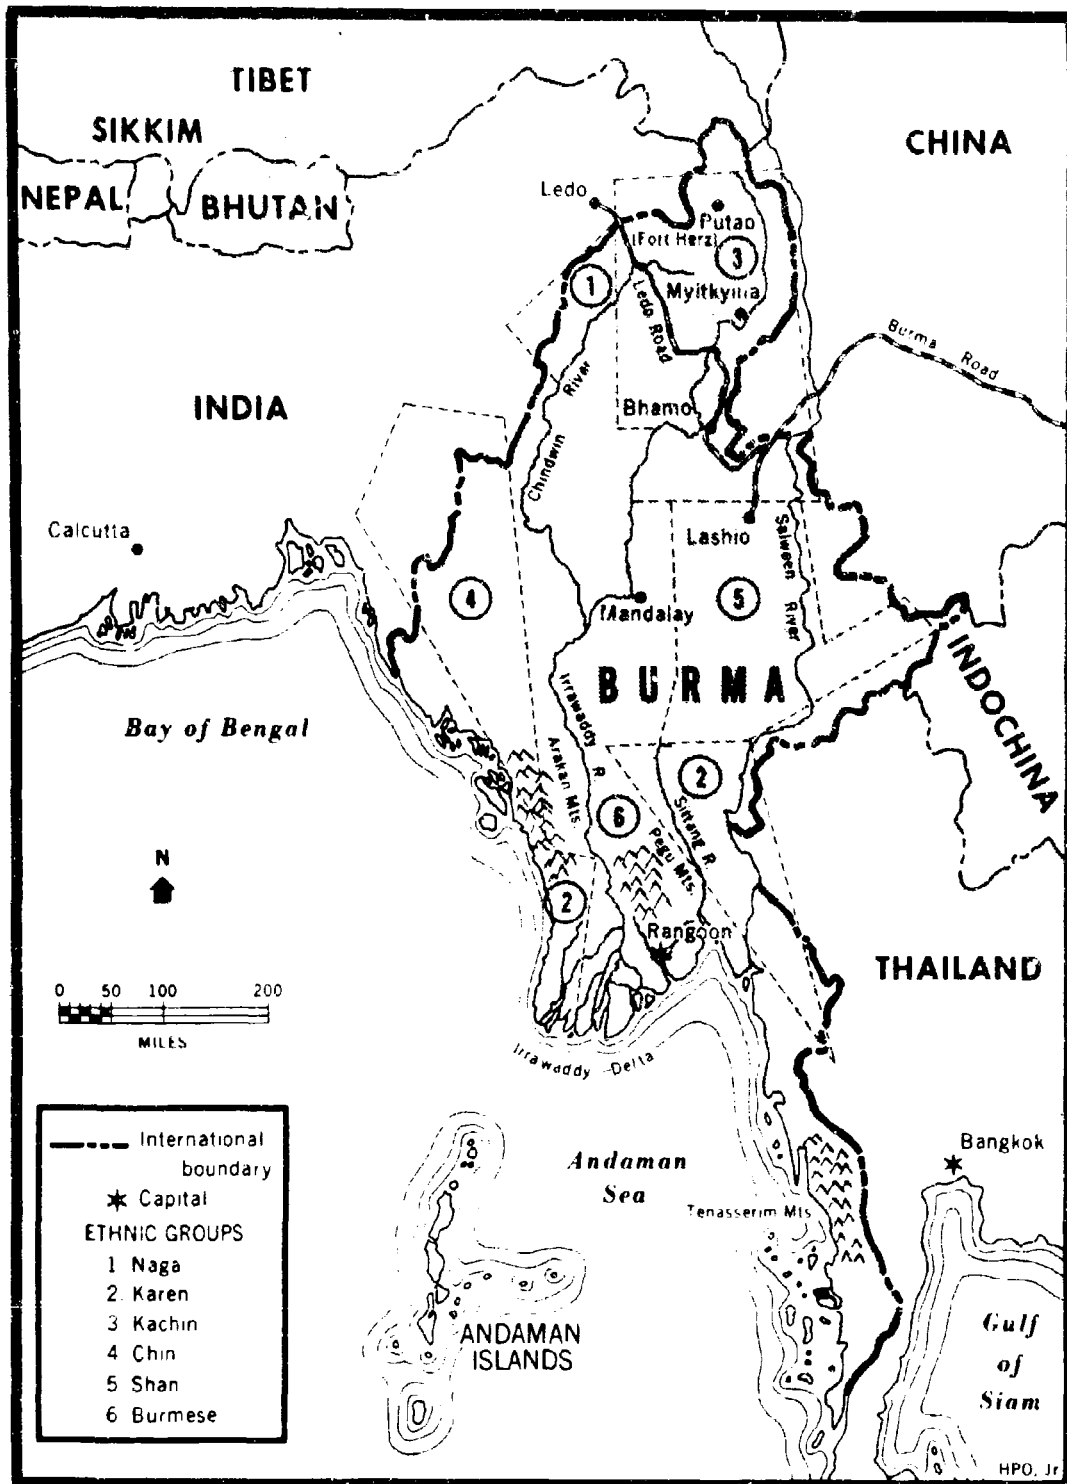 TIBET
SIKKIM
NEPAL
BHUTAN
CHINA
Ledo
Putao
(Fort Herz)
3
1
Myitkyina
Ledo Road
Burma Road
INDIA
River
Chindwin
Bhamo
Calcutta
Lashio
Salween
River
4
Mandalay
5
BURMA
INDOCHINA
Bay of Bengal
Irrawaddy R.
Arakan Mts.
2
6
Sittang R.
Pegu Mts.
N
2
Rangoon
THAILAND
0 50 100 200
MILES
Irrawaddy Delta
International
boundary
Capital
ETHNIC GROUPS
1 Naga
2 Karen
3 Kachin
4 Chin
5 Shan
6 Burmese
Andaman
Sea
Bangkok
Tenasserim Mts.
ANDAMAN
ISLANDS
Gulf
of
Siam
HPO, Jr